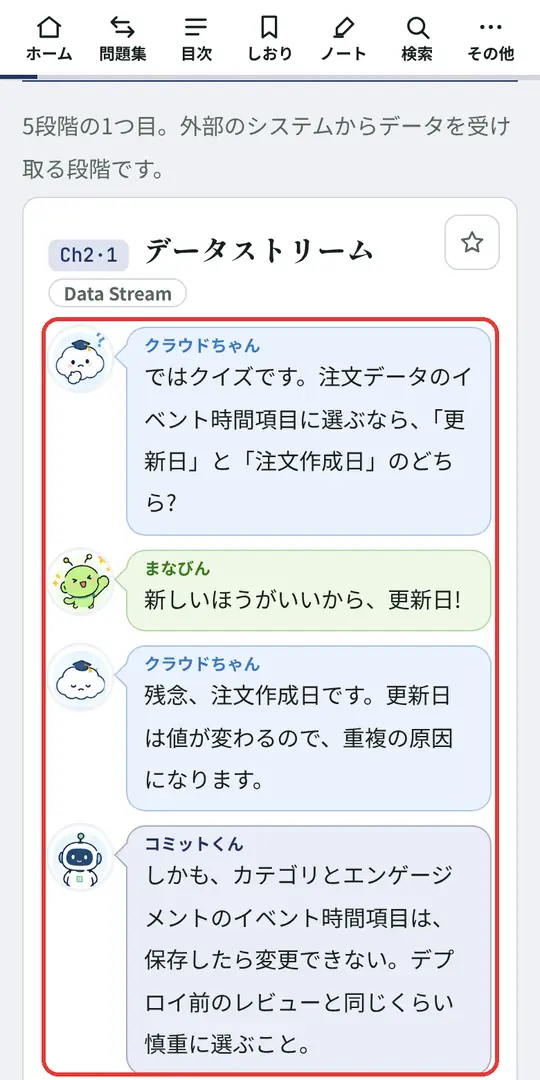 ホーム 問題集 目次 しおり ノート 検索 その他
5段階の1つ目。外部のシステムからデータを受け
取る段階です。
Ch2·1 データストリーム
Data Stream
クラウドちゃん
ではクイズです。注文データのイ
ベント時間項目に選ぶなら、「更
新日」と「注文作成日」のどち
ら?
まなびん
新しいほうがいいから、更新日!
クラウドちゃん
残念、注文作成日です。更新日
は値が変わるので、重複の原因
になります。
コミットくん
しかも、カテゴリとエンゲージ
メントのイベント時間項目は、
保存したら変更できない。デプ
ロイ前のレビューと同じくらい
慎重に選ぶこと。